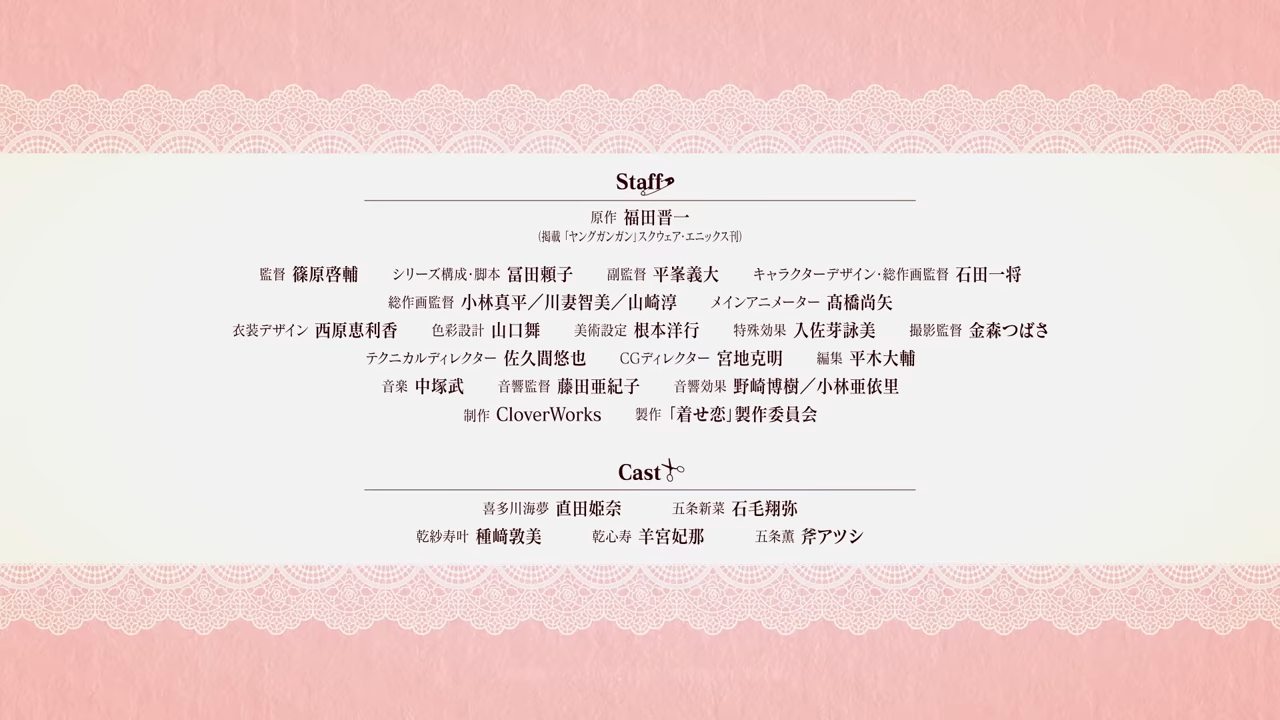 Staff
原作 福田晋一
(掲載「ヤングガンガン」スクウェア・エニックス刊)
監督 篠原啓輔 シリーズ構成・脚本 冨田頼子 副監督 平峯義大 キャラクターデザイン・総作画監督 石田一将
総作画監督 小林真平／川妻智美／山崎淳 メインアニメーター 髙橋尚矢
衣装デザイン 西原恵利香 色彩設計 山口舞 美術設定 根本洋行 特殊効果 入佐芽詠美 撮影監督 金森つばさ
テクニカルディレクター 佐久間悠也 CGディレクター 宮地克明 編集 平木大輔
音楽 中塚武 音響監督 藤田亜紀子 音響効果 野崎博樹／小林亜依里
制作 CloverWorks 製作 「着せ恋」製作委員会
Cast
喜多川海夢 直田姫奈 五条新菜 石毛翔弥
乾紗寿叶 種﨑敦美 乾心寿 羊宮妃那 五条薫 斧アツシ